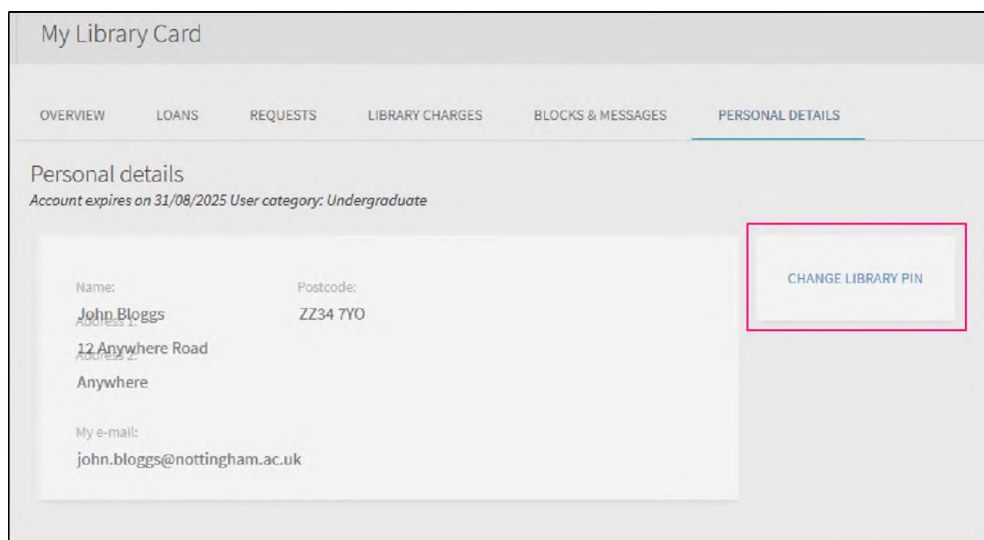 My Library Card
OVERVIEW LOANS REQUESTS LIBRARY CHARGES BLOCKS & MESSAGES PERSONAL DETAILS
Personal details
Account expires on 31/08/2025 User category: Undergraduate
CHANGE LIBRARY PIN
Name: Postcode:
John Bloggs ZZ34 7YO
Address 1:
12 Anywhere Road
Address 2:
Anywhere
My e-mail:
john.bloggs@nottingham.ac.uk